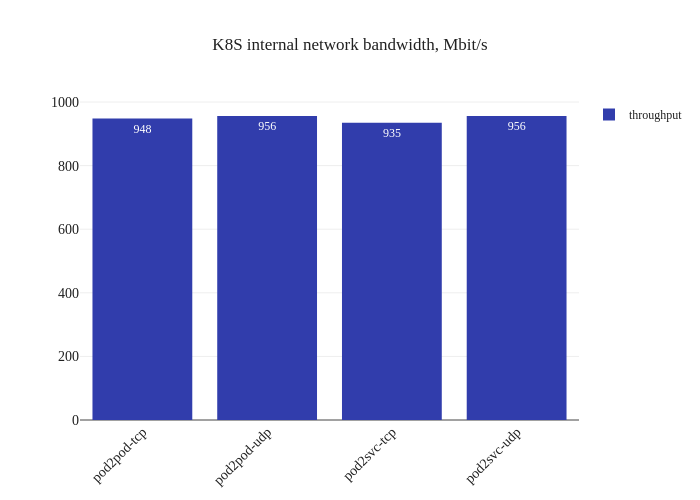 K8S internal network bandwidth, Mbit/s
1000
800
600
400
200
0
948
956
935
956
throughput
pod2pod-tcp
pod2pod-udp
pod2svc-tcp
pod2svc-udp